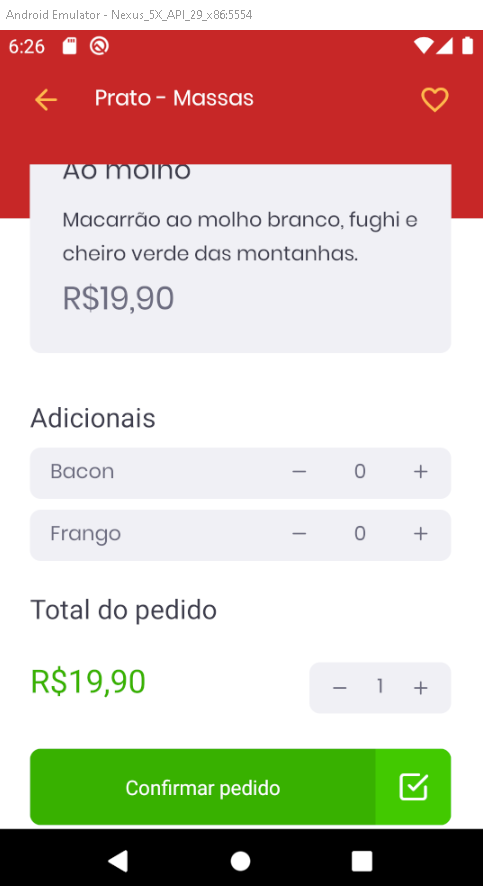 Android Emulator - Nexus_5X_API_29_x86:5554
6:26
Prato - Massas
Ao molho
Macarrão ao molho branco, fughi e
cheiro verde das montanhas.
R$19,90
Adicionais
Bacon − 0 +
Frango − 0 +
Total do pedido
R$19,90 − 1 +
Confirmar pedido